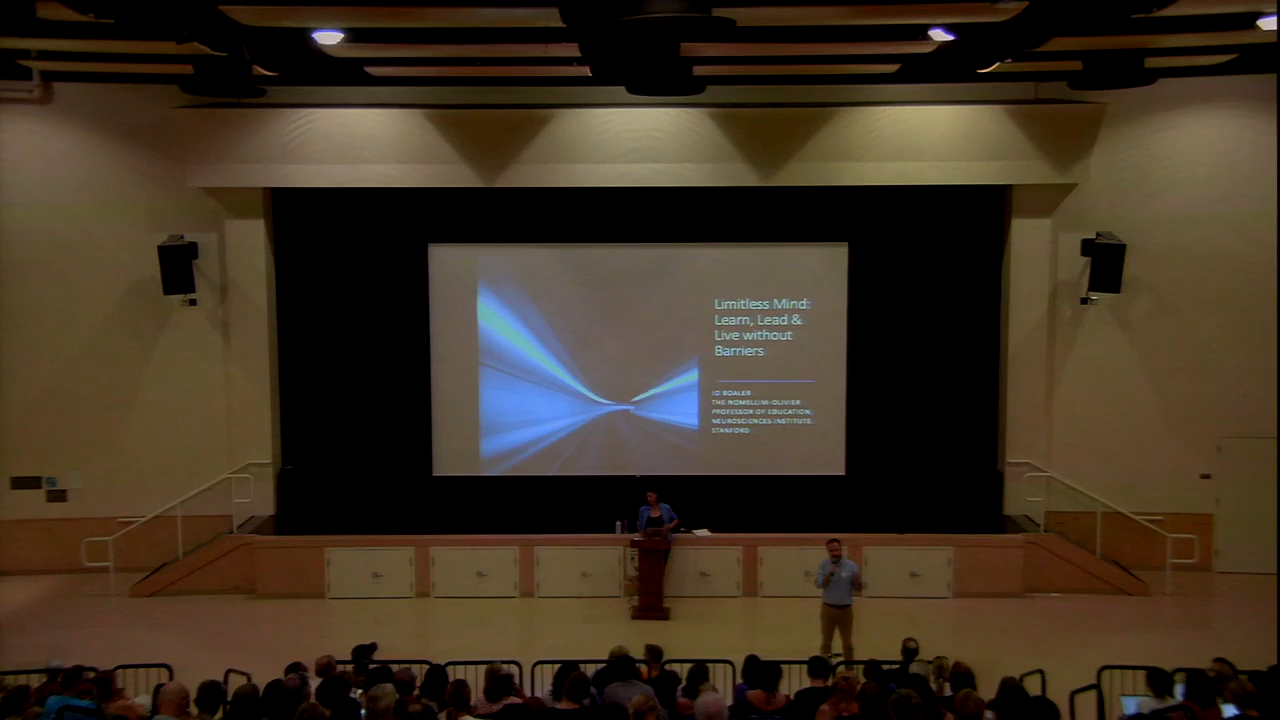 Limitless Mind:
Learn, Lead &
Live without
Barriers
JO BOALER
THE NOMELLINI-OLIVIER
PROFESSOR OF EDUCATION,
NEUROSCIENCES INSTITUTE,
STANFORD